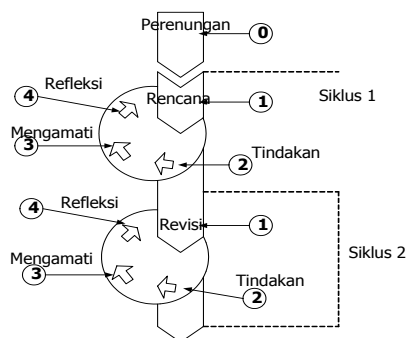 Perenungan
0
Refleksi
4
Rencana
1
Siklus 1
Mengamati
3
2
Tindakan
Refleksi
4
Revisi
1
Siklus 2
Mengamati
3
Tindakan
2